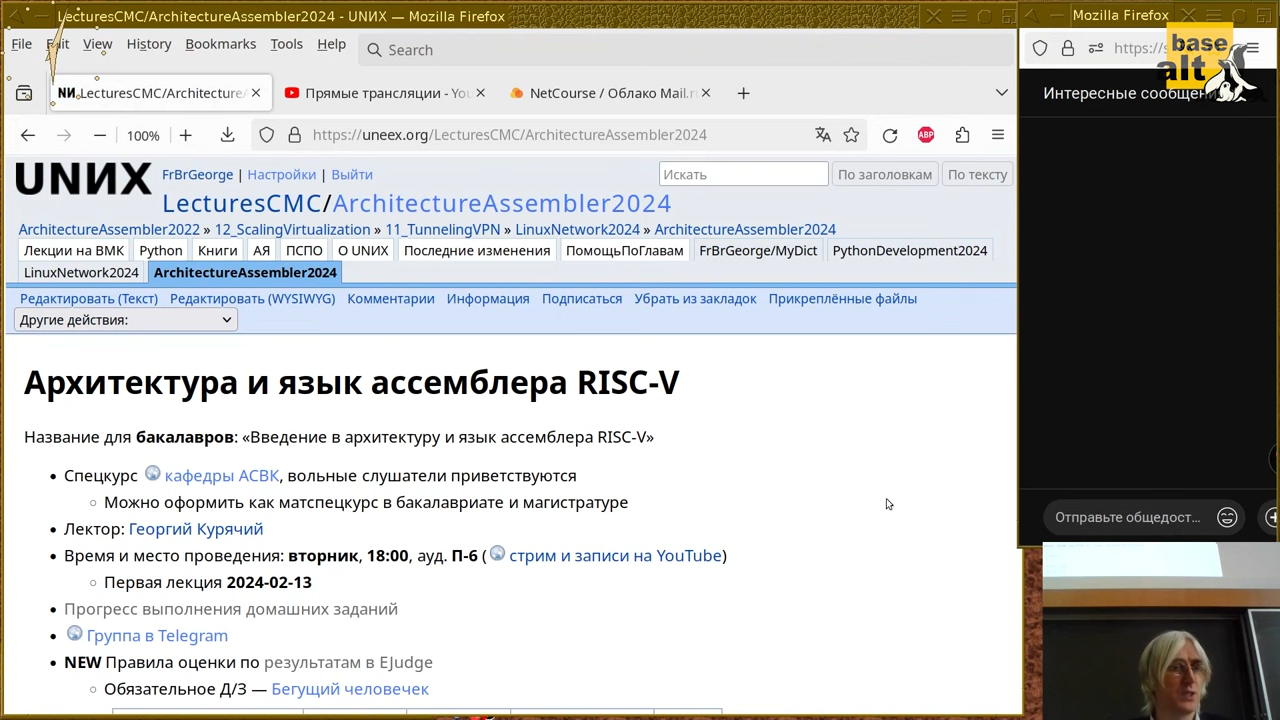 LecturesCMC/ArchitectureAssembler2024 - UNИX — Mozilla Firefox
Mozilla Firefox
File Edit View History Bookmarks Tools Help
Search
https://s
base
alt
LecturesCMC/Architecture
Прямые трансляции - You
NetCourse / Облако Mail.r
Интересные сообщени
100%
https://uneex.org/LecturesCMC/ArchitectureAssembler2024
ABP
UNИX
FrBrGeorge | Настройки | Выйти
Искать
По заголовкам
По тексту
LecturesCMC/ArchitectureAssembler2024
ArchitectureAssembler2022 » 12_ScalingVirtualization » 11_TunnelingVPN » LinuxNetwork2024 » ArchitectureAssembler2024
Лекции на ВМК Python Книги АЯ ПСПО О UNIX Последние изменения ПомощьПоГлавам FrBrGeorge/MyDict PythonDevelopment2024
LinuxNetwork2024 ArchitectureAssembler2024
Редактировать (Текст) Редактировать (WYSIWYG) Комментарии Информация Подписаться Убрать из закладок Прикреплённые файлы
Другие действия:
Архитектура и язык ассемблера RISC-V
Название для бакалавров: «Введение в архитектуру и язык ассемблера RISC-V»
Спецкурс кафедры АСВК, вольные слушатели приветствуются
Можно оформить как матспецкурс в бакалавриате и магистратуре
Лектор: Георгий Курячий
Отправьте общедост...
Время и место проведения: вторник, 18:00, ауд. П-6 ( стрим и записи на YouTube)
Первая лекция 2024-02-13
Прогресс выполнения домашних заданий
Группа в Telegram
NEW Правила оценки по результатам в EJudge
Обязательное Д/З — Бегущий человечек